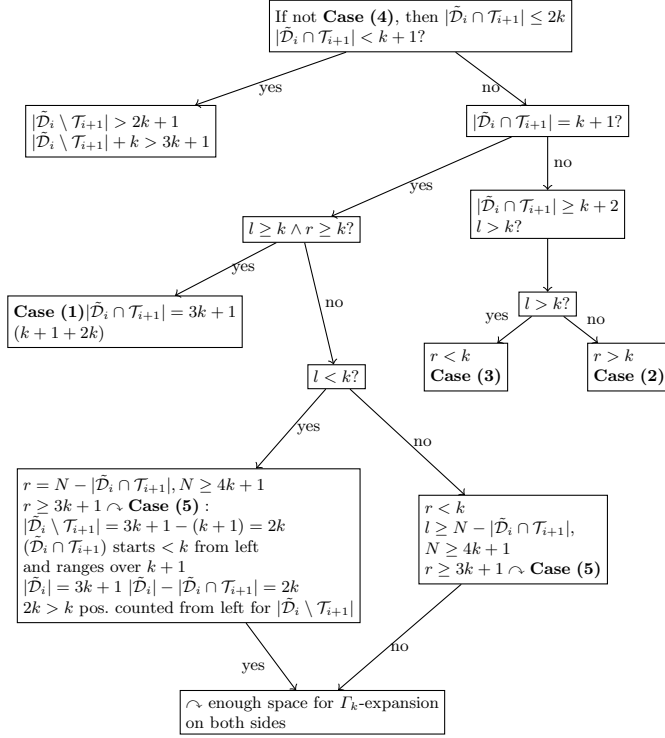 If not Case (4), then |D̃ᵢ ∩ 𝒯ᵢ₊₁| ≤ 2k
|D̃ᵢ ∩ 𝒯ᵢ₊₁| < k + 1?
yes
no
|D̃ᵢ \ 𝒯ᵢ₊₁| > 2k + 1
|D̃ᵢ \ 𝒯ᵢ₊₁| + k > 3k + 1
|D̃ᵢ ∩ 𝒯ᵢ₊₁| = k + 1?
yes
no
l ≥ k ∧ r ≥ k?
|D̃ᵢ ∩ 𝒯ᵢ₊₁| ≥ k + 2
l > k?
yes
no
Case (1)|D̃ᵢ ∩ 𝒯ᵢ₊₁| = 3k + 1
(k + 1 + 2k)
l > k?
yes
no
l < k?
r < k
Case (3)
r > k
Case (2)
yes
no
r = N − |D̃ᵢ ∩ 𝒯ᵢ₊₁|, N ≥ 4k + 1
r ≥ 3k + 1 ↷ Case (5) :
|D̃ᵢ \ 𝒯ᵢ₊₁| = 3k + 1 − (k + 1) = 2k
(D̃ᵢ ∩ 𝒯ᵢ₊₁) starts < k from left
and ranges over k + 1
|D̃ᵢ| = 3k + 1 |D̃ᵢ| − |D̃ᵢ ∩ 𝒯ᵢ₊₁| = 2k
2k > k pos. counted from left for |D̃ᵢ \ 𝒯ᵢ₊₁|
r < k
l ≥ N − |D̃ᵢ ∩ 𝒯ᵢ₊₁|,
N ≥ 4k + 1
r ≥ 3k + 1 ↷ Case (5)
yes
no
↷ enough space for Γₖ-expansion
on both sides